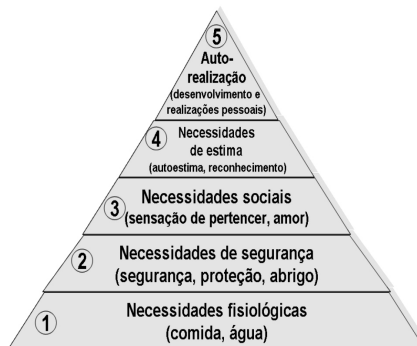 5
Auto-
realização
(desenvolvimento e
realizações pessoais)
4
Necessidades
de estima
(autoestima, reconhecimento)
3
Necessidades sociais
(sensação de pertencer, amor)
2
Necessidades de segurança
(segurança, proteção, abrigo)
1
Necessidades fisiológicas
(comida, água)